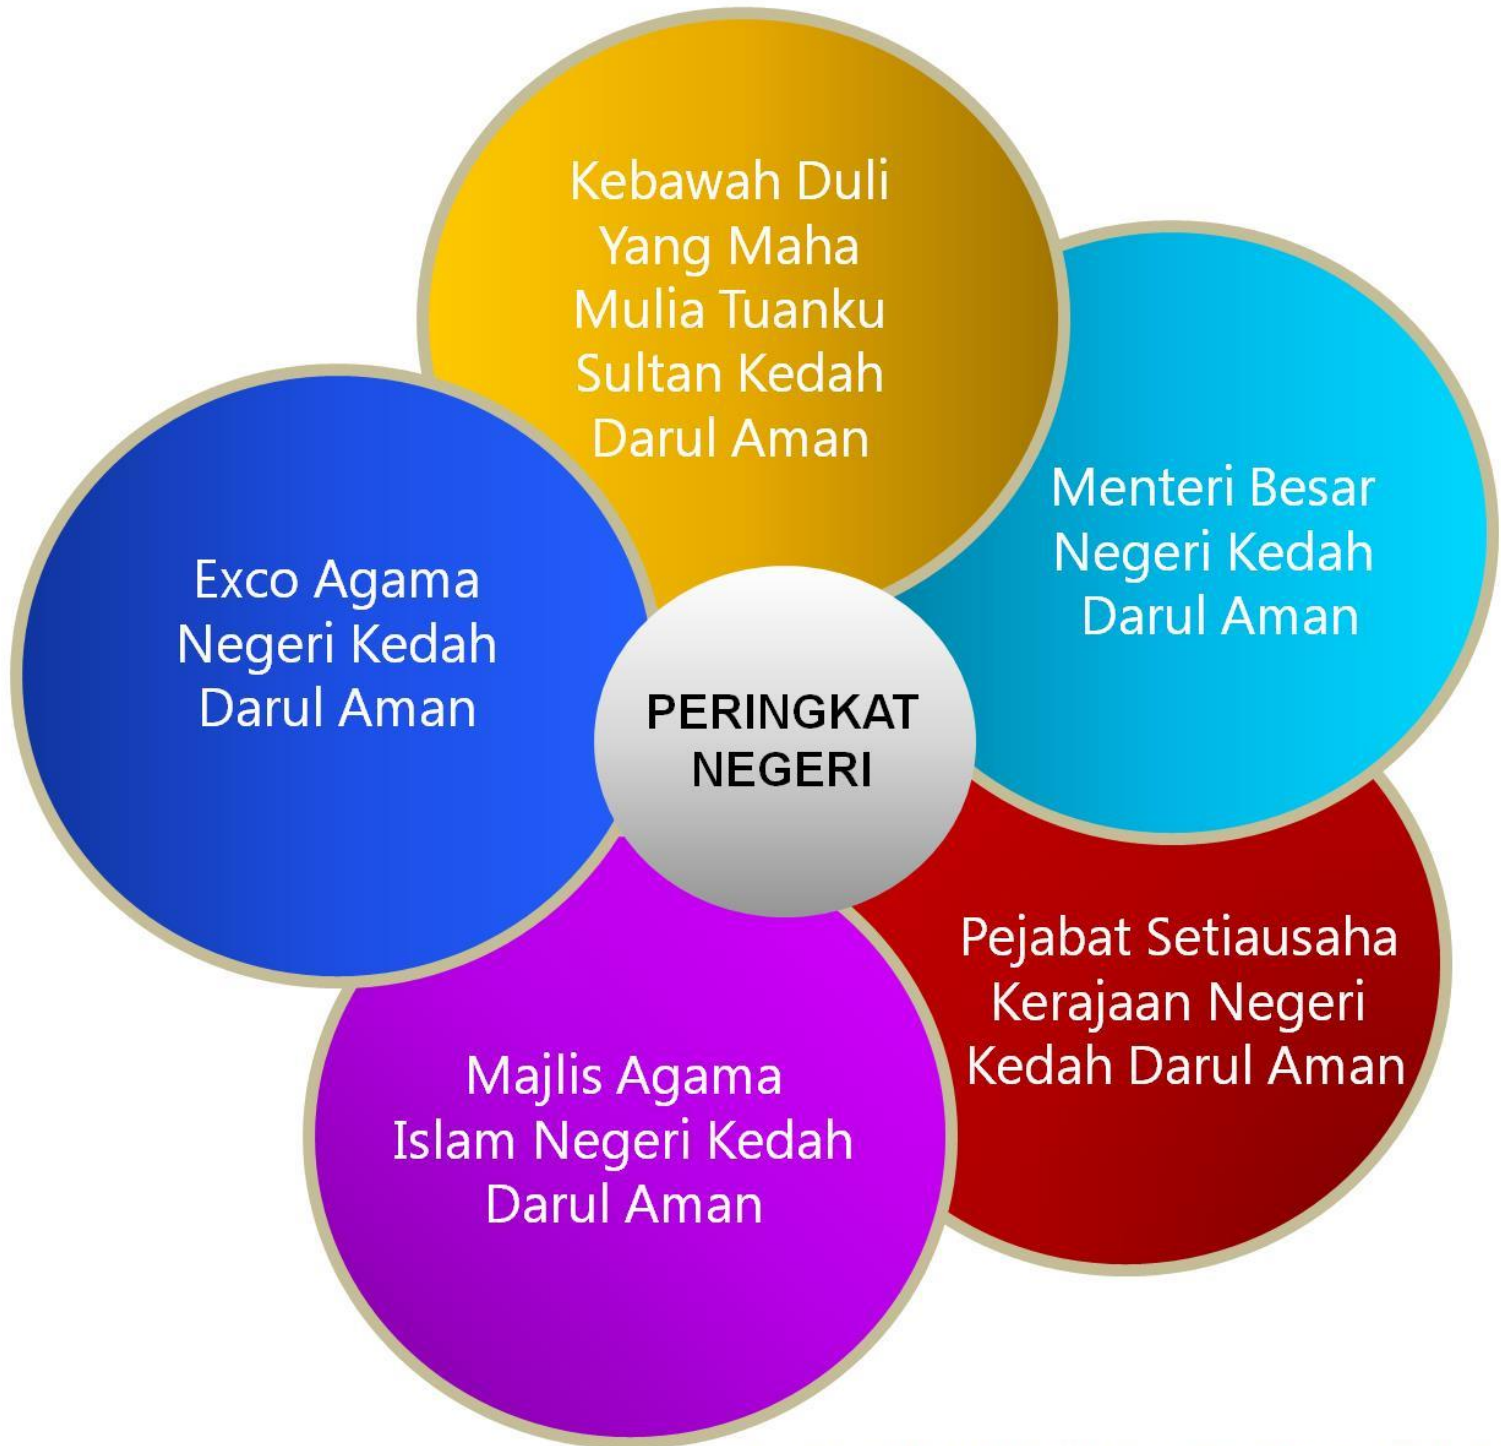 Kebawah Duli
Yang Maha
Mulia Tuanku
Sultan Kedah
Darul Aman
Menteri Besar
Negeri Kedah
Darul Aman
Exco Agama
Negeri Kedah
Darul Aman
PERINGKAT
NEGERI
Pejabat Setiausaha
Kerajaan Negeri
Kedah Darul Aman
Majlis Agama
Islam Negeri Kedah
Darul Aman